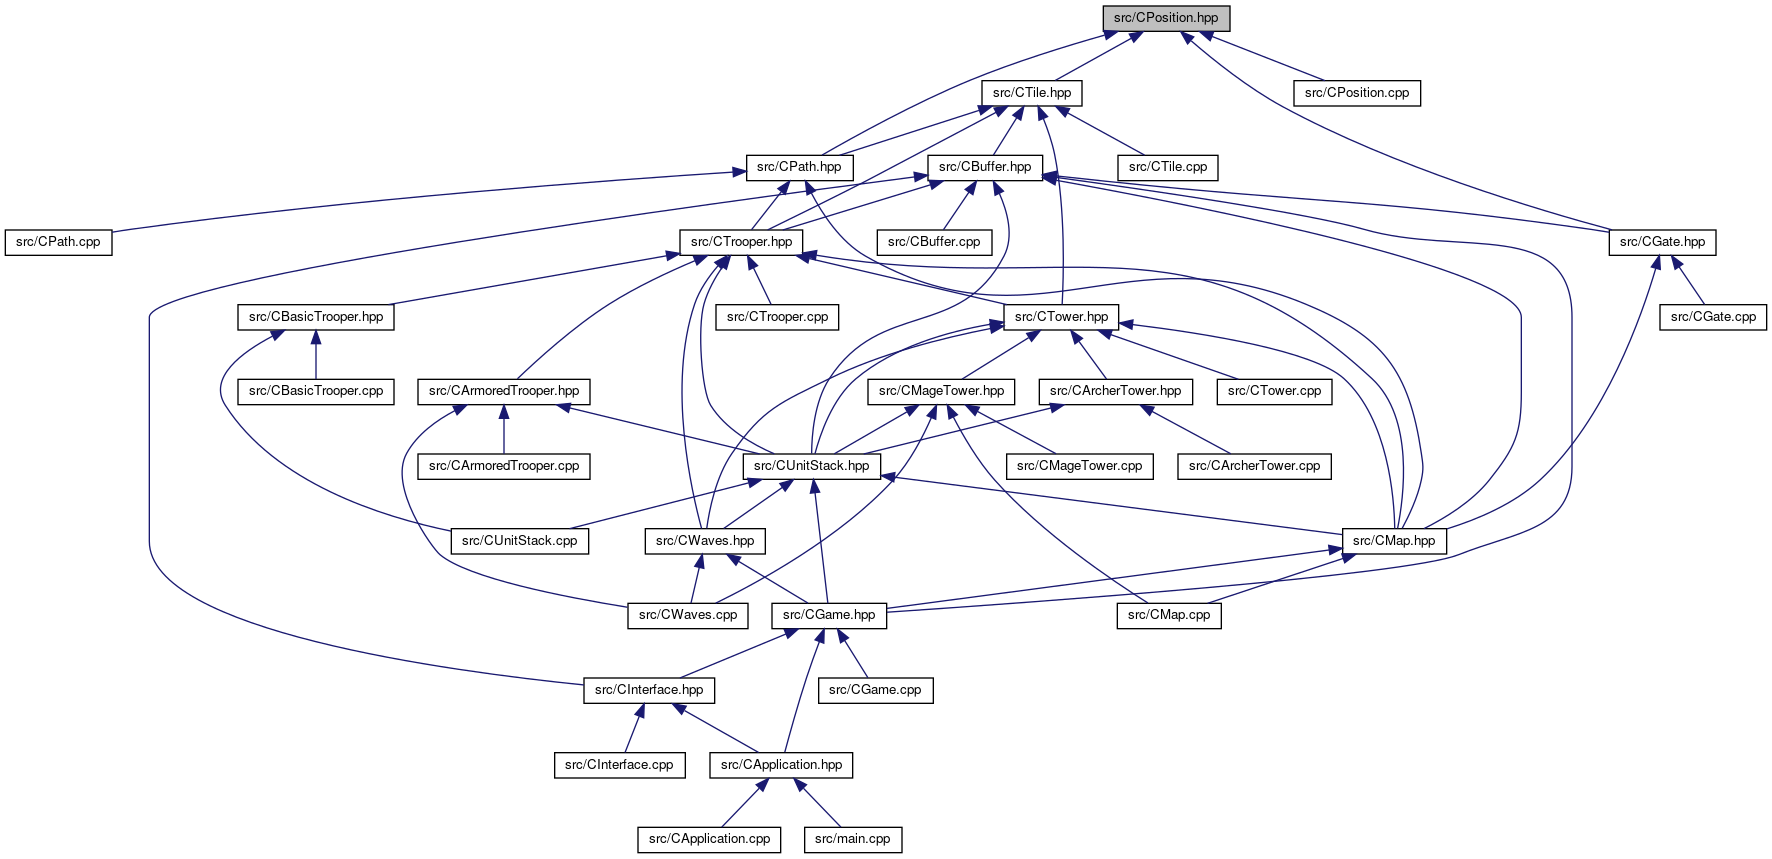 src/CPosition.hpp
src/CTile.hpp
src/CPosition.cpp
src/CPath.hpp
src/CBuffer.hpp
src/CTile.cpp
src/CPath.cpp
src/CTrooper.hpp
src/CBuffer.cpp
src/CGate.hpp
src/CBasicTrooper.hpp
src/CTrooper.cpp
src/CTower.hpp
src/CGate.cpp
src/CBasicTrooper.cpp
src/CArmoredTrooper.hpp
src/CMageTower.hpp
src/CArcherTower.hpp
src/CTower.cpp
src/CArmoredTrooper.cpp
src/CUnitStack.hpp
src/CMageTower.cpp
src/CArcherTower.cpp
src/CUnitStack.cpp
src/CWaves.hpp
src/CMap.hpp
src/CWaves.cpp
src/CGame.hpp
src/CMap.cpp
src/CInterface.hpp
src/CGame.cpp
src/CInterface.cpp
src/CApplication.hpp
src/CApplication.cpp
src/main.cpp